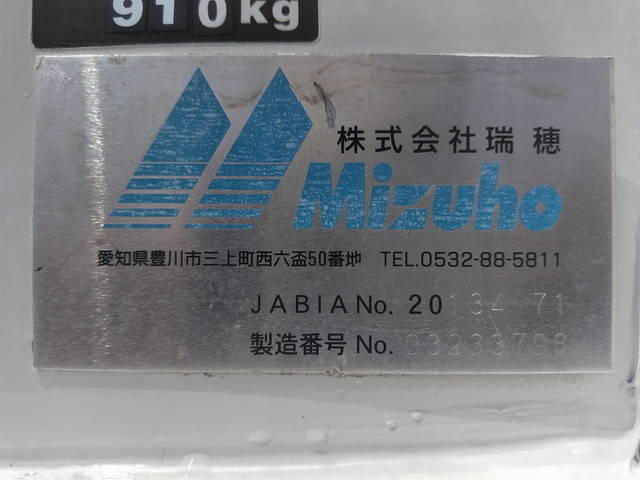 910kg
株式会社瑞穂
Mizuho
愛知県豊川市三上町西六盃50番地 TEL.0532-88-5811
JABIA No. 20134 71
製造番号 No. 03233798